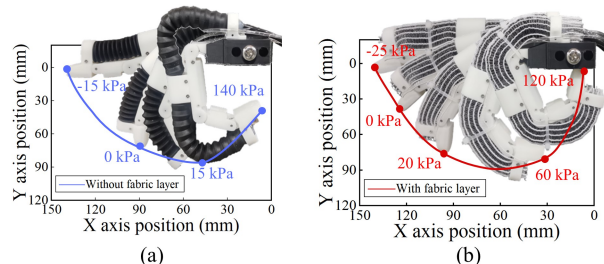 (a)
Y axis position (mm)
0
30
60
90
120
-15 kPa
0 kPa
15 kPa
140 kPa
Without fabric layer
150
120
90
60
30
0
X axis position (mm)
(a)
(b)
Y axis position (mm)
0
30
60
90
120
-25 kPa
0 kPa
20 kPa
60 kPa
120 kPa
With fabric layer
150
120
90
60
30
0
X axis position (mm)
(b)